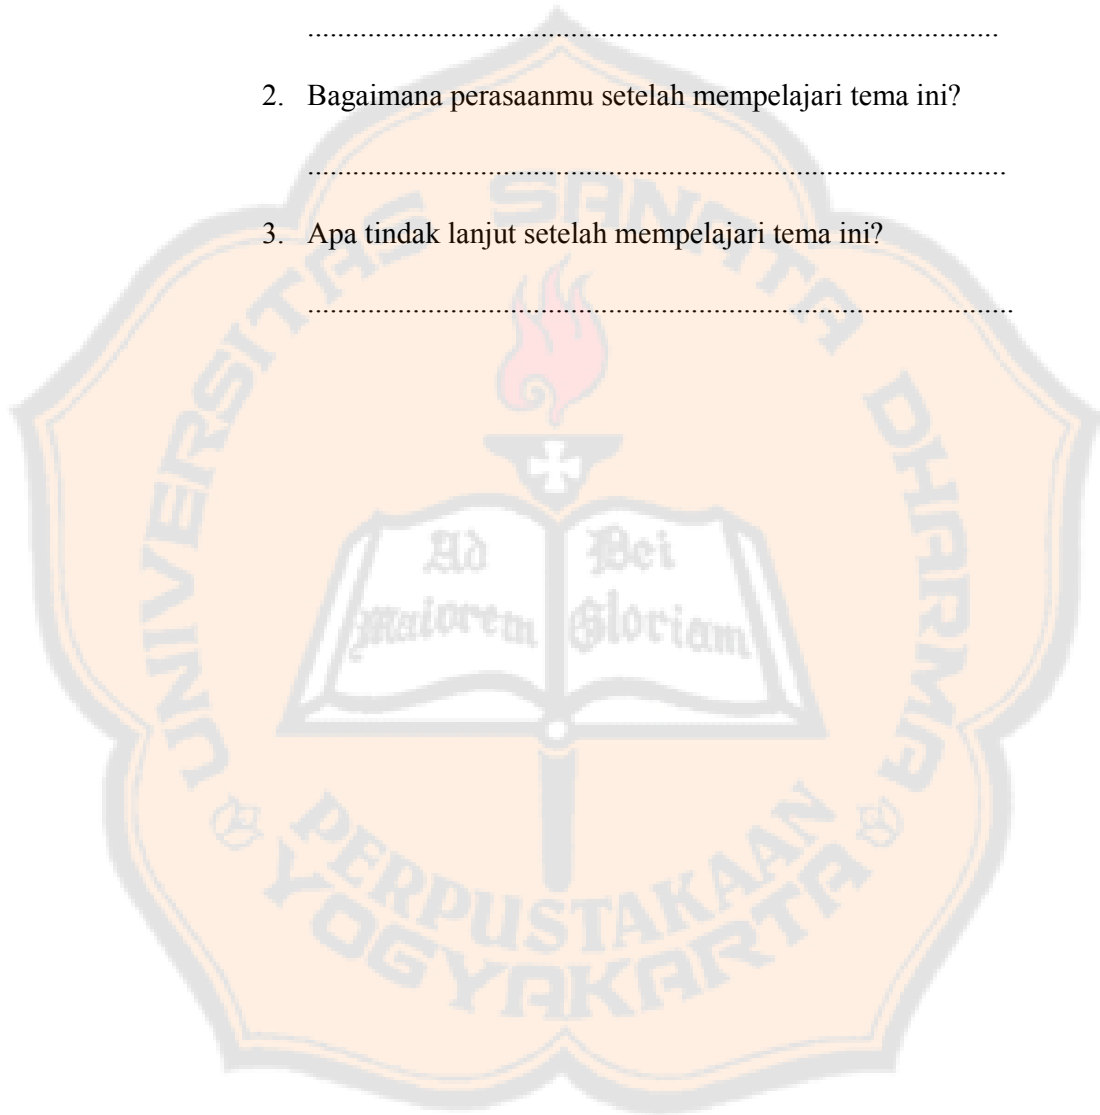 ..............................................................................
2. Bagaimana perasaanmu setelah mempelajari tema ini?
..............................................................................
3. Apa tindak lanjut setelah mempelajari tema ini?
..............................................................................
UNIVERSITAS SANATA DHARMA
Ad Dei
maiorem Gloriam
PERPUSTAKAAN
YOGYAKARTA